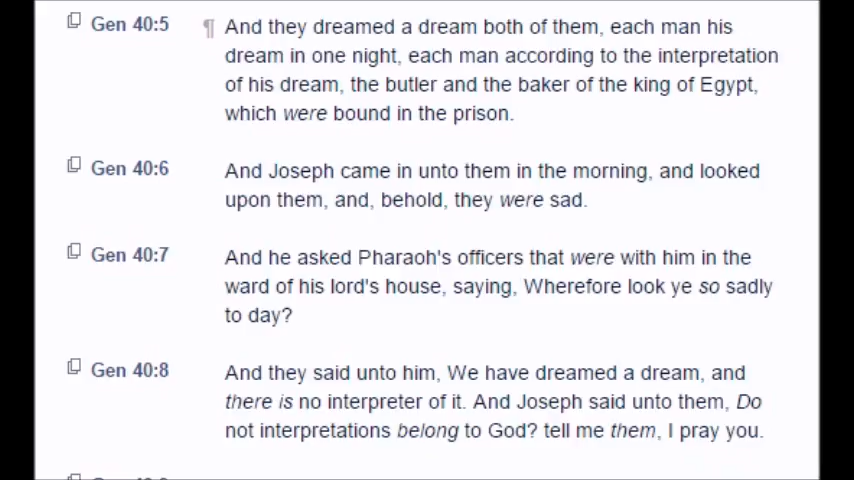 Gen 40:5 ¶ And they dreamed a dream both of them, each man his
dream in one night, each man according to the interpretation
of his dream, the butler and the baker of the king of Egypt,
which were bound in the prison.
Gen 40:6 And Joseph came in unto them in the morning, and looked
upon them, and, behold, they were sad.
Gen 40:7 And he asked Pharaoh's officers that were with him in the
ward of his lord's house, saying, Wherefore look ye so sadly
to day?
Gen 40:8 And they said unto him, We have dreamed a dream, and
there is no interpreter of it. And Joseph said unto them, Do
not interpretations belong to God? tell me them, I pray you.